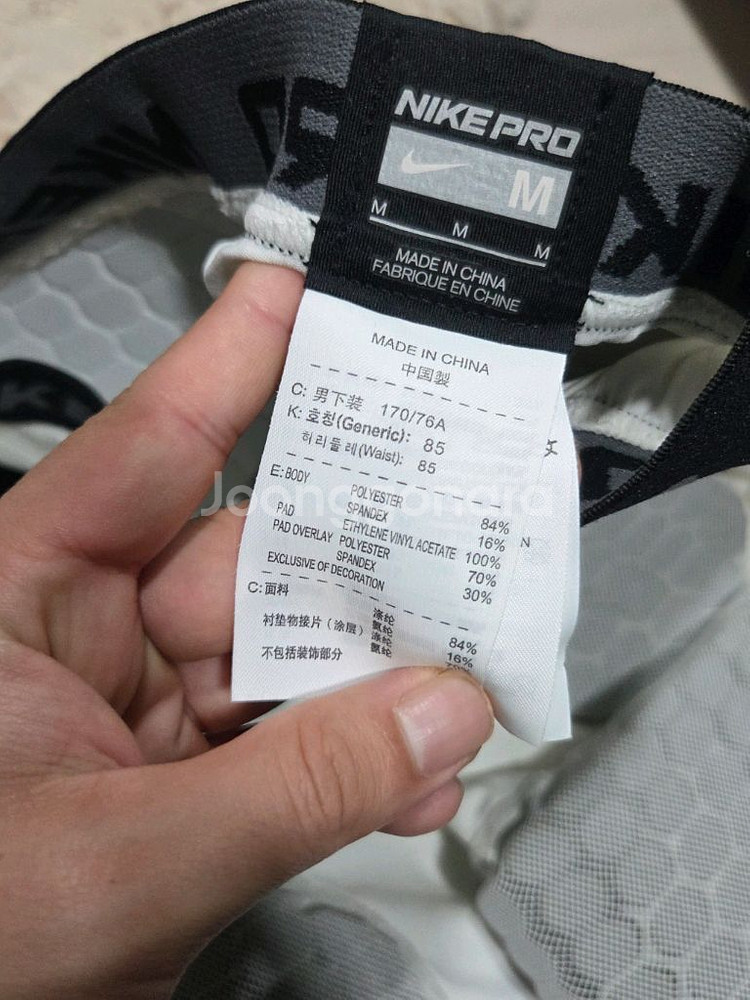 NIKE PRO
M
M M M
MADE IN CHINA
FABRIQUE EN CHINE
MADE IN CHINA
中国製
C: 男下装 170/76A
K: 호칭(Generic): 85
허리둘레(Waist): 85
E: BODY POLYESTER 84%
SPANDEX 16%
PAD ETHYLENE VINYL ACETATE 100%
PAD OVERLAY POLYESTER 70%
SPANDEX 30%
EXCLUSIVE OF DECORATION
C: 面料 涤纶 84%
氨纶 16%
衬垫物接片（涂层） 涤纶
氨纶
不包括装饰部分
Joonggonara